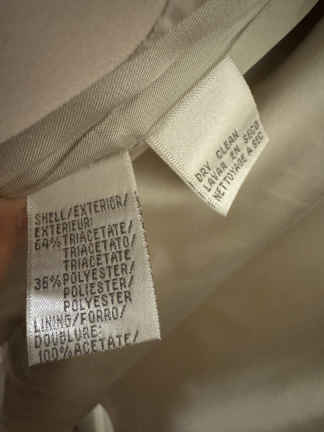 SHELL/EXTERIOR/
EXTERIEUR:
64%TRIACETATE/
TRIACETATO/
TRIACETATE
36%POLYESTER/
POLIESTER/
POLYESTER
LINING/FORRO/
DOUBLURE:
100%ACETATE/
DRY CLEAN
LAVAR EN SECO
NETTOYAGE A SEC